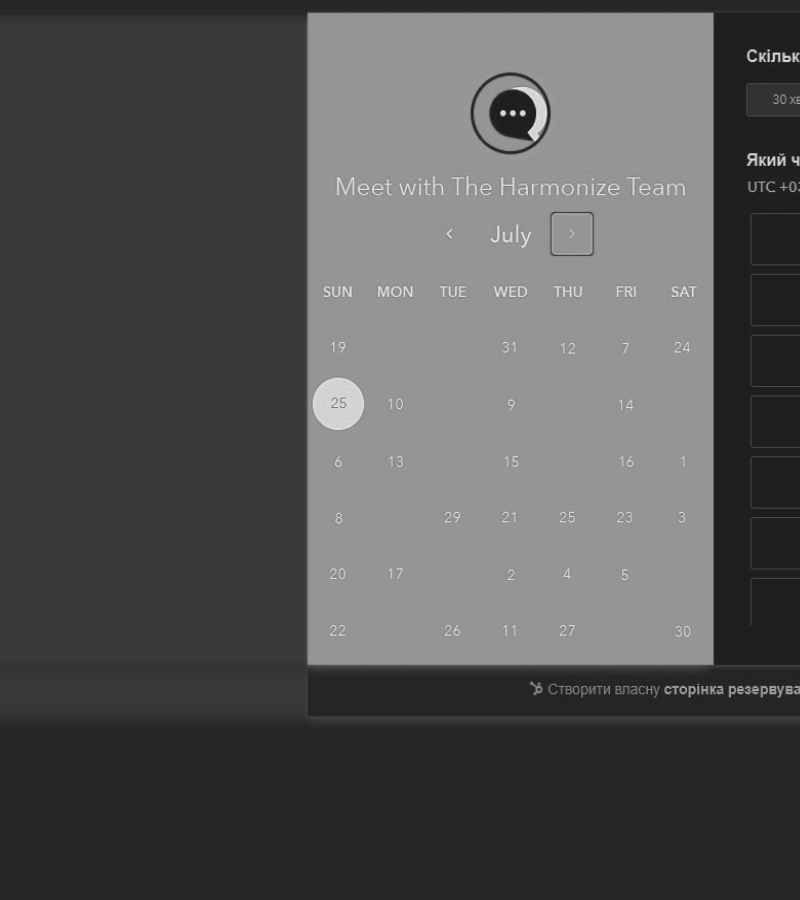 Скільк
30 хв
Meet with The Harmonize Team
Який ч
UTC +03
July
SUN MON TUE WED THU FRI SAT
19 31 12 7 24
25 10 9 14
6 13 15 16 1
8 29 21 25 23 3
20 17 2 4 5
22 26 11 27 30
Створити власну сторінка резервува